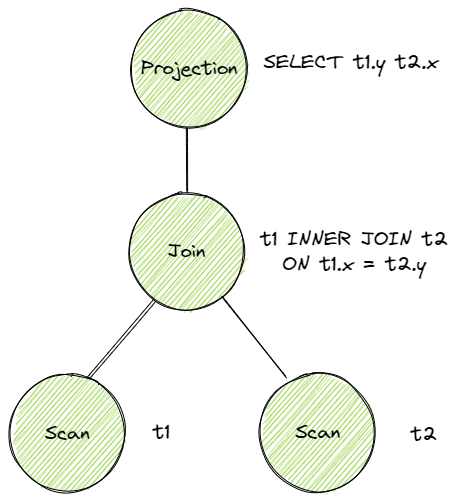 Projection
SELECT t1.y t2.x
Join
t1 INNER JOIN t2
ON t1.x = t2.y
Scan
t1
Scan
t2